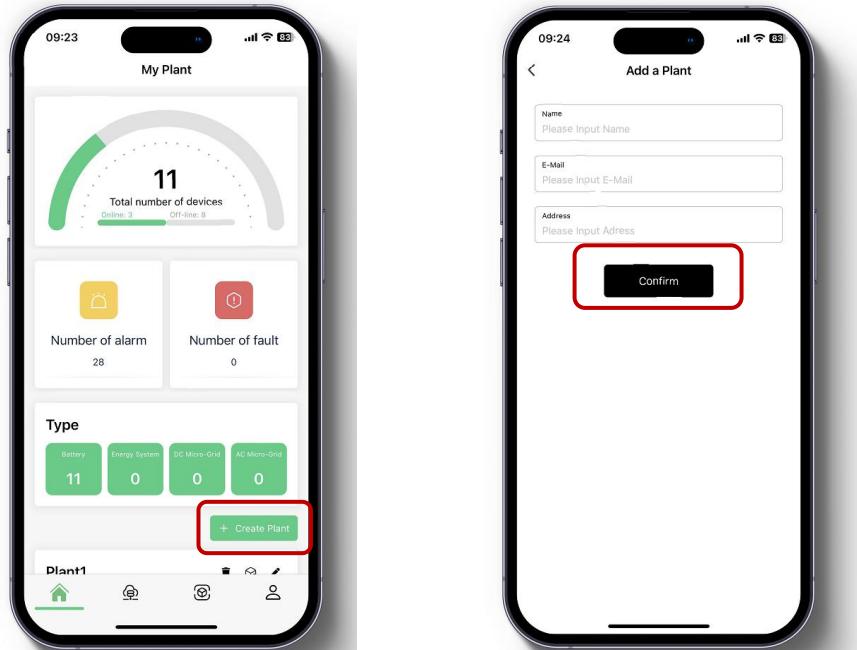 09:23
83
My Plant
11
Total number of devices
Online: 3 Off-line: 8
Number of alarm
28
Number of fault
0
Type
Battery
11
Energy System
0
DC Micro-Grid
0
AC Micro-Grid
0
+ Create Plant
Plant1
09:24
83
Add a Plant
Name
Please Input Name
E-Mail
Please Input E-Mail
Address
Please Input Adress
Confirm